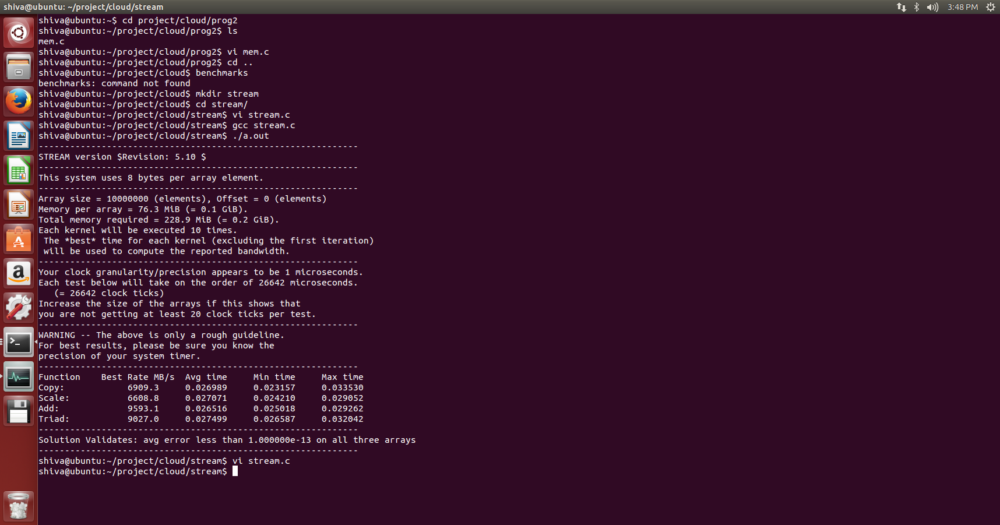 shiva@ubuntu: ~/project/cloud/stream
3:48 PM
shiva@ubuntu:~$ cd project/cloud/prog2
shiva@ubuntu:~/project/cloud/prog2$ ls
mem.c
shiva@ubuntu:~/project/cloud/prog2$ vi mem.c
shiva@ubuntu:~/project/cloud/prog2$ cd ..
shiva@ubuntu:~/project/cloud$ benchmarks
benchmarks: command not found
shiva@ubuntu:~/project/cloud$ mkdir stream
shiva@ubuntu:~/project/cloud$ cd stream/
shiva@ubuntu:~/project/cloud/stream$ vi stream.c
shiva@ubuntu:~/project/cloud/stream$ gcc stream.c
shiva@ubuntu:~/project/cloud/stream$ ./a.out
-------------------------------------------------------------
STREAM version $Revision: 5.10 $
-------------------------------------------------------------
This system uses 8 bytes per array element.
-------------------------------------------------------------
Array size = 10000000 (elements), Offset = 0 (elements)
Memory per array = 76.3 MiB (= 0.1 GiB).
Total memory required = 228.9 MiB (= 0.2 GiB).
Each kernel will be executed 10 times.
 The *best* time for each kernel (excluding the first iteration)
 will be used to compute the reported bandwidth.
-------------------------------------------------------------
Your clock granularity/precision appears to be 1 microseconds.
Each test below will take on the order of 26642 microseconds.
   (= 26642 clock ticks)
Increase the size of the arrays if this shows that
you are not getting at least 20 clock ticks per test.
-------------------------------------------------------------
WARNING -- The above is only a rough guideline.
For best results, please be sure you know the
precision of your system timer.
-------------------------------------------------------------
Function    Best Rate MB/s  Avg time     Min time     Max time
Copy:            6909.3     0.026989     0.023157     0.033530
Scale:           6608.8     0.027071     0.024210     0.029052
Add:             9593.1     0.026516     0.025018     0.029262
Triad:           9027.0     0.027499     0.026587     0.032042
-------------------------------------------------------------
Solution Validates: avg error less than 1.000000e-13 on all three arrays
-------------------------------------------------------------
shiva@ubuntu:~/project/cloud/stream$ vi stream.c
shiva@ubuntu:~/project/cloud/stream$